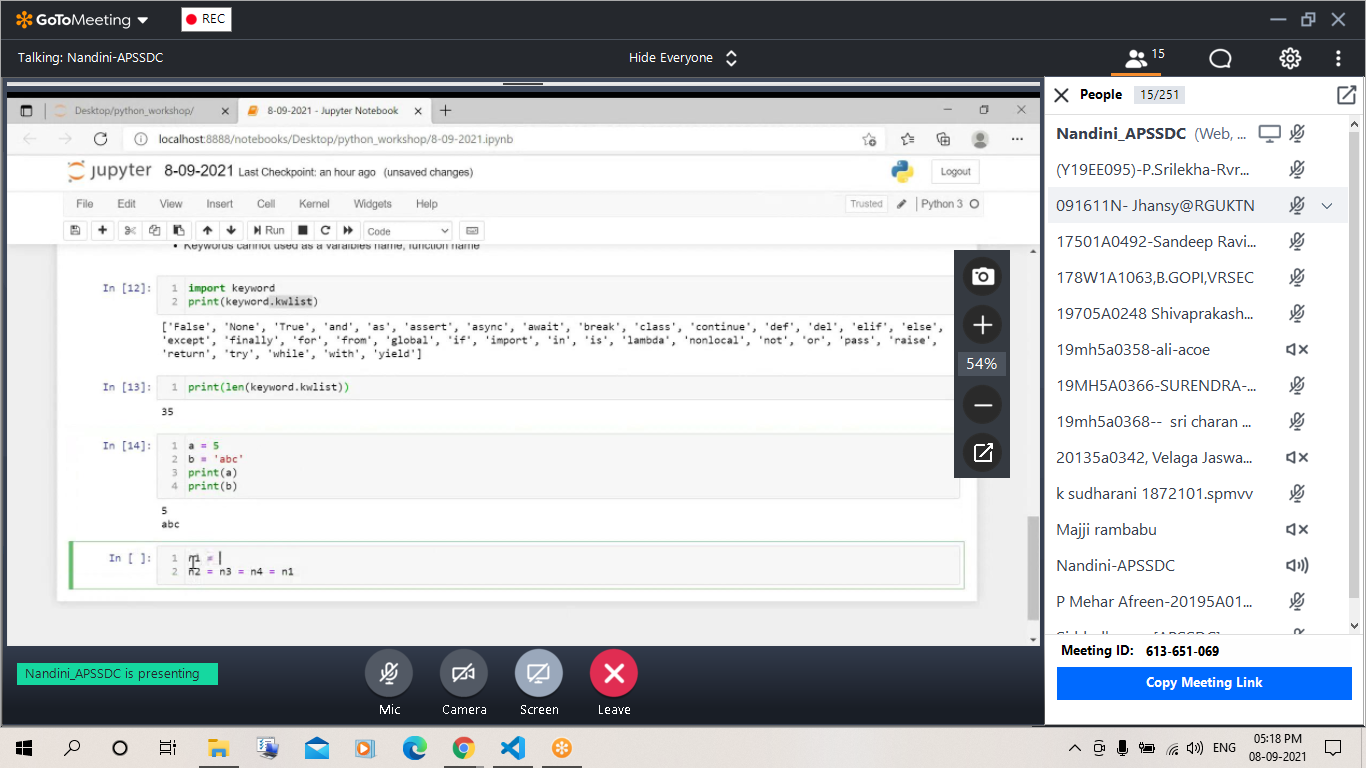 GoToMeeting
REC
Talking: Nandini-APSSDC
Hide Everyone
15
Desktop/python_workshop/
8-09-2021 - Jupyter Notebook
localhost:8888/notebooks/Desktop/python_workshop/8-09-2021.ipynb
jupyter 8-09-2021 Last Checkpoint: an hour ago (unsaved changes)
Logout
File Edit View Insert Cell Kernel Widgets Help
Trusted
Python 3
Run
Code
• Keywords cannot used as a varaibles name, function name
In [12]:
1 import keyword
2 print(keyword.kwlist)
['False', 'None', 'True', 'and', 'as', 'assert', 'async', 'await', 'break', 'class', 'continue', 'def', 'del', 'elif', 'else',
'except', 'finally', 'for', 'from', 'global', 'if', 'import', 'in', 'is', 'lambda', 'nonlocal', 'not', 'or', 'pass', 'raise',
'return', 'try', 'while', 'with', 'yield']
In [13]:
1 print(len(keyword.kwlist))
35
In [14]:
1 a = 5
2 b = 'abc'
3 print(a)
4 print(b)
5
abc
In [ ]:
1 n1 =
2 n2 = n3 = n4 = n1
54%
People 15/251
Nandini_APSSDC (Web, ...
(Y19EE095)-P.Srilekha-Rvr...
091611N- Jhansy@RGUKTN
17501A0492-Sandeep Ravi...
178W1A1063,B.GOPI,VRSEC
19705A0248 Shivaprakash...
19mh5a0358-ali-acoe
19MH5A0366-SURENDRA-...
19mh5a0368-- sri charan ...
20135a0342, Velaga Jaswa...
k sudharani 1872101.spmvv
Majji rambabu
Nandini-APSSDC
P Mehar Afreen-20195A01...
Meeting ID: 613-651-069
Copy Meeting Link
Nandini_APSSDC is presenting
Mic
Camera
Screen
Leave
ENG
05:18 PM
08-09-2021